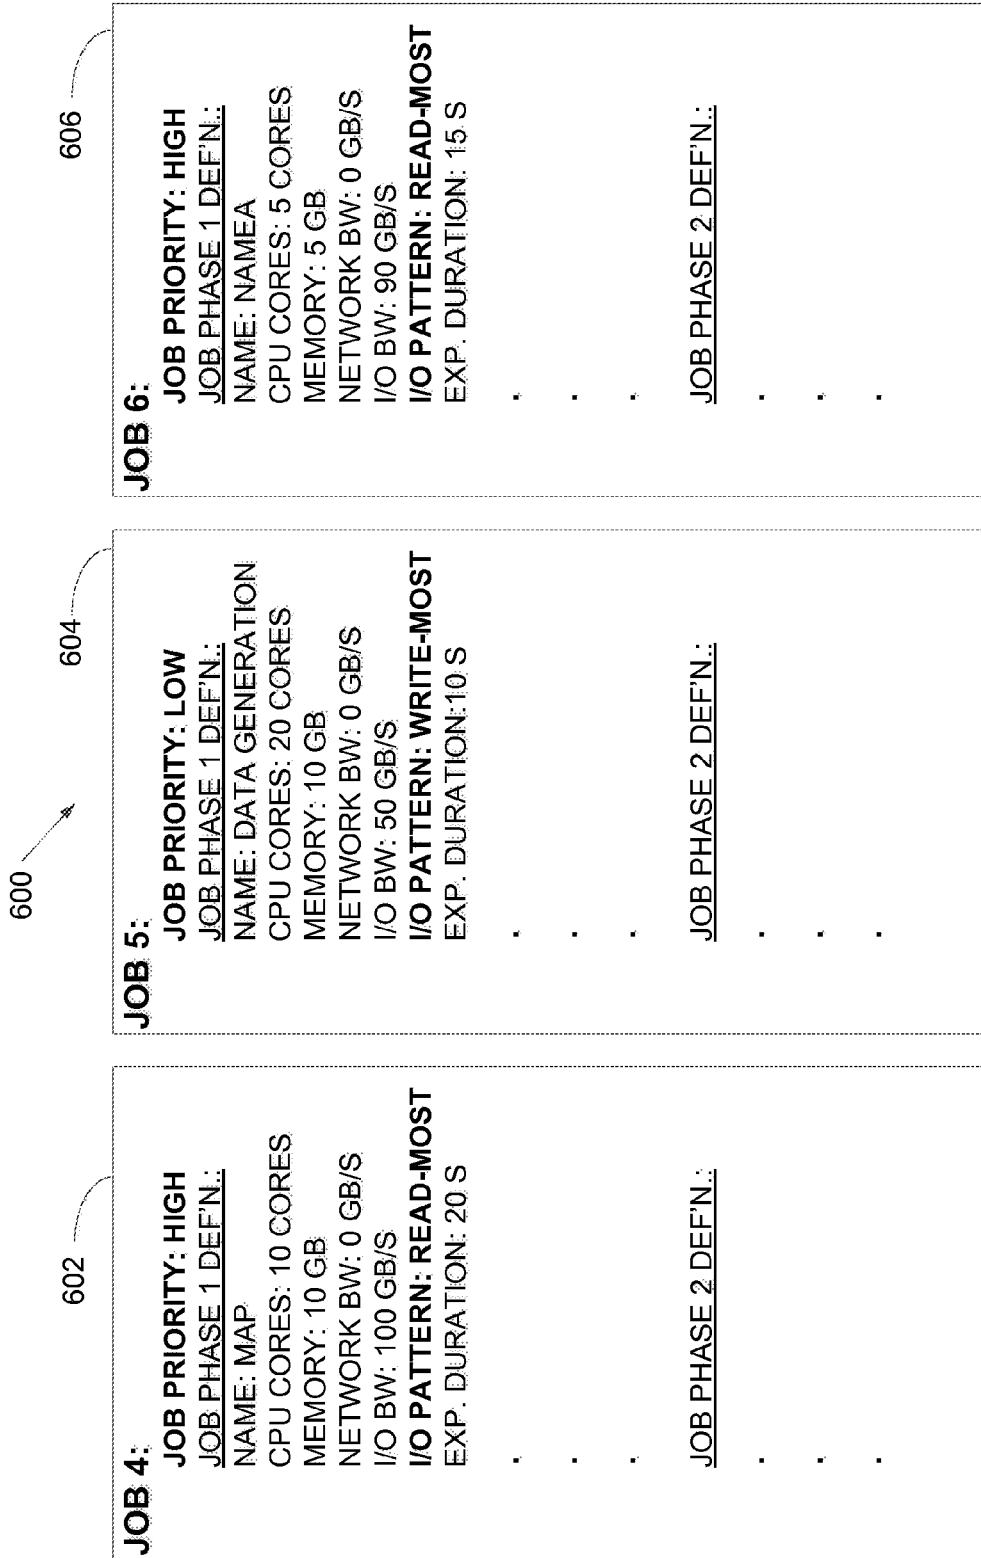 600
602
JOB 4:
JOB PRIORITY: HIGH
JOB PHASE 1 DEF'N.:
NAME: MAP
CPU CORES: 10 CORES
MEMORY: 10 GB
NETWORK BW: 0 GB/S
I/O BW: 100 GB/S
I/O PATTERN: READ-MOST
EXP. DURATION: 20 S
.
.
.
JOB PHASE 2 DEF'N.:
.
.
.
604
JOB 5:
JOB PRIORITY: LOW
JOB PHASE 1 DEF'N.:
NAME: DATA GENERATION
CPU CORES: 20 CORES
MEMORY: 10 GB
NETWORK BW: 0 GB/S
I/O BW: 50 GB/S
I/O PATTERN: WRITE-MOST
EXP. DURATION:10 S
.
.
.
JOB PHASE 2 DEF'N.:
.
.
.
606
JOB 6:
JOB PRIORITY: HIGH
JOB PHASE 1 DEF'N.:
NAME: NAMEA
CPU CORES: 5 CORES
MEMORY: 5 GB
NETWORK BW: 0 GB/S
I/O BW: 90 GB/S
I/O PATTERN: READ-MOST
EXP. DURATION: 15 S
.
.
.
JOB PHASE 2 DEF'N.:
.
.
.